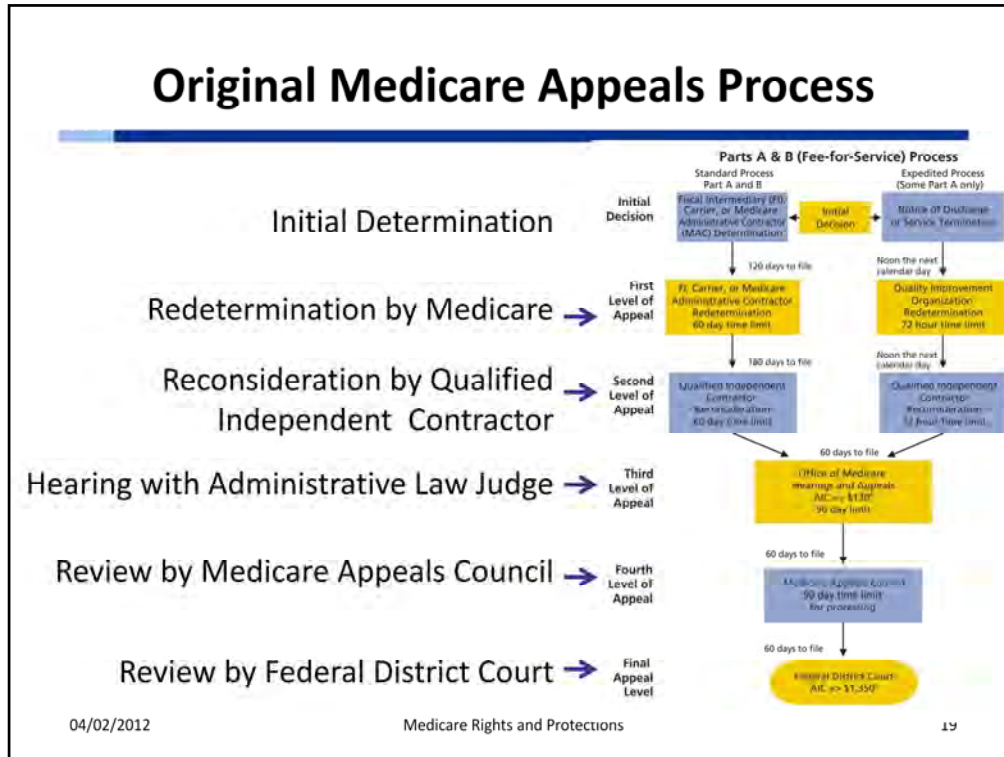 Original Medicare Appeals Process
Parts A & B (Fee-for-Service) Process
Standard Process
Part A and B
Expedited Process
(Some Part A only)
Initial Determination
Initial
Decision
Fiscal Intermediary (FI),
Carrier, or Medicare
Administrative Contractor
(MAC) Determination
Initial
Decision
Notice of Discharge
or Service Termination
120 days to file
Noon the next
calendar day
Redetermination by Medicare
First
Level of
Appeal
FI, Carrier, or Medicare
Administrative Contractor
Redetermination
60 day time limit
Quality Improvement
Organization
Redetermination
72 hour time limit
180 days to file
Noon the next
calendar day
Reconsideration by Qualified
Independent Contractor
Second
Level of
Appeal
Qualified Independent
Contractor
Reconsideration
60 day time limit
Qualified Independent
Contractor
Reconsideration
72 hour time limit
60 days to file
Hearing with Administrative Law Judge
Third
Level of
Appeal
Office of Medicare
Hearings and Appeals
AIC => $130*
90 day limit
60 days to file
Review by Medicare Appeals Council
Fourth
Level of
Appeal
Medicare Appeals Council
90 day time limit
for processing
60 days to file
Review by Federal District Court
Final
Appeal
Level
Federal District Court
AIC => $1,350*
04/02/2012
Medicare Rights and Protections
19